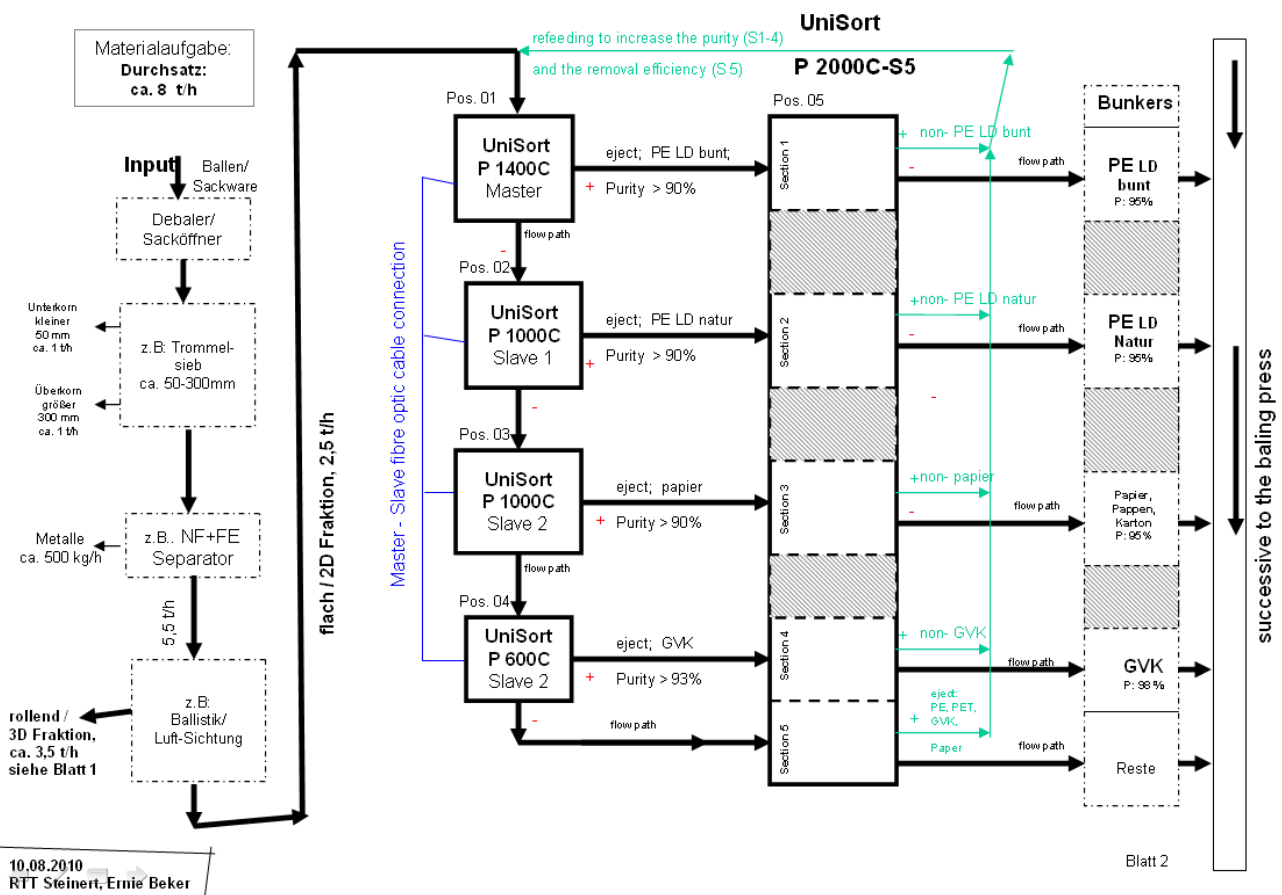 UniSort
P 2000C-S5
Materialaufgabe:
Durchsatz:
ca. 8 t/h
refeeding to increase the purity (S1-4)
and the removal efficiency (S 5)
Input
Ballen/
Sackware
Debaler/
Sacköffner
Unterkorn
kleiner
50 mm
ca. 1 t/h
z.B: Trommel-
sieb
ca. 50-300mm
Überkorn
größer
300 mm
ca. 1 t/h
Metalle
ca. 500 kg/h
z.B.. NF+FE
Separator
5,5 t/h
z.B:
Ballistik/
Luft-Sichtung
rollend /
3D Fraktion,
ca. 3,5 t/h
siehe Blatt 1
flach / 2D Fraktion, 2,5 t/h
Master - Slave fibre optic cable connection
Pos. 01
UniSort
P 1400C
Master
eject; PE LD bunt;
+ Purity > 90%
flow path
-
Pos. 02
UniSort
P 1000C
Slave 1
eject; PE LD natur
+ Purity > 90%
-
Pos. 03
UniSort
P 1000C
Slave 2
eject; papier
+ Purity > 90%
flow path
Pos. 04
UniSort
P 600C
Slave 2
eject; GVK
+ Purity > 93%
-
flow path
Pos. 05
Section 1
+ non- PE LD bunt
-
flow path
Section 2
+non- PE LD natur
-
flow path
-
Section 3
+non- papier
-
flow path
Section 4
+ non- GVK
flow path
Section 5
eject:
PE, PET,
GVK,
+
Paper
flow path
Bunkers
PE LD
bunt
P: 95%
PE LD
Natur
P: 95%
Papier,
Pappen,
Karton
P: 95%
GVK
P: 98%
Reste
successive to the baling press
Blatt 2
10.08.2010
RTT Steinert, Ernie Beker